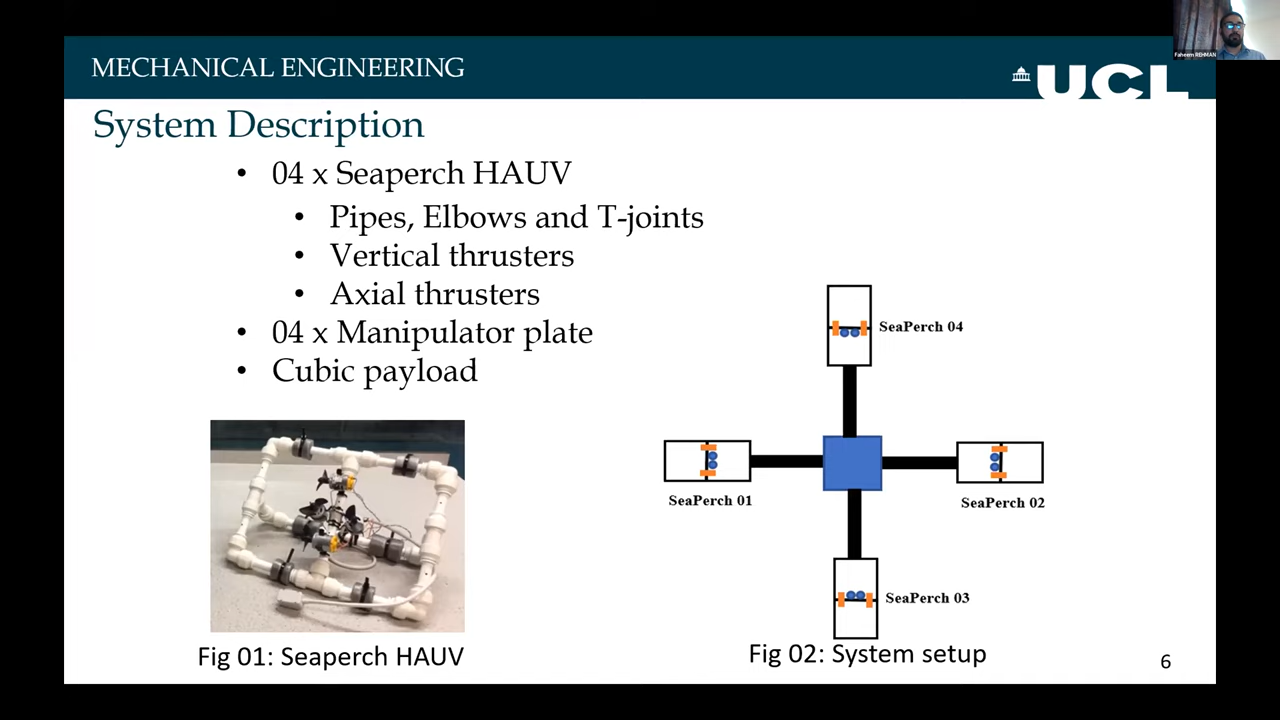 Faheem REHMAN
MECHANICAL ENGINEERING
UCL
System Description
• 04 x Seaperch HAUV
• Pipes, Elbows and T-joints
• Vertical thrusters
• Axial thrusters
• 04 x Manipulator plate
• Cubic payload
SeaPerch 04
SeaPerch 01
SeaPerch 02
SeaPerch 03
Fig 01: Seaperch HAUV
Fig 02: System setup
6